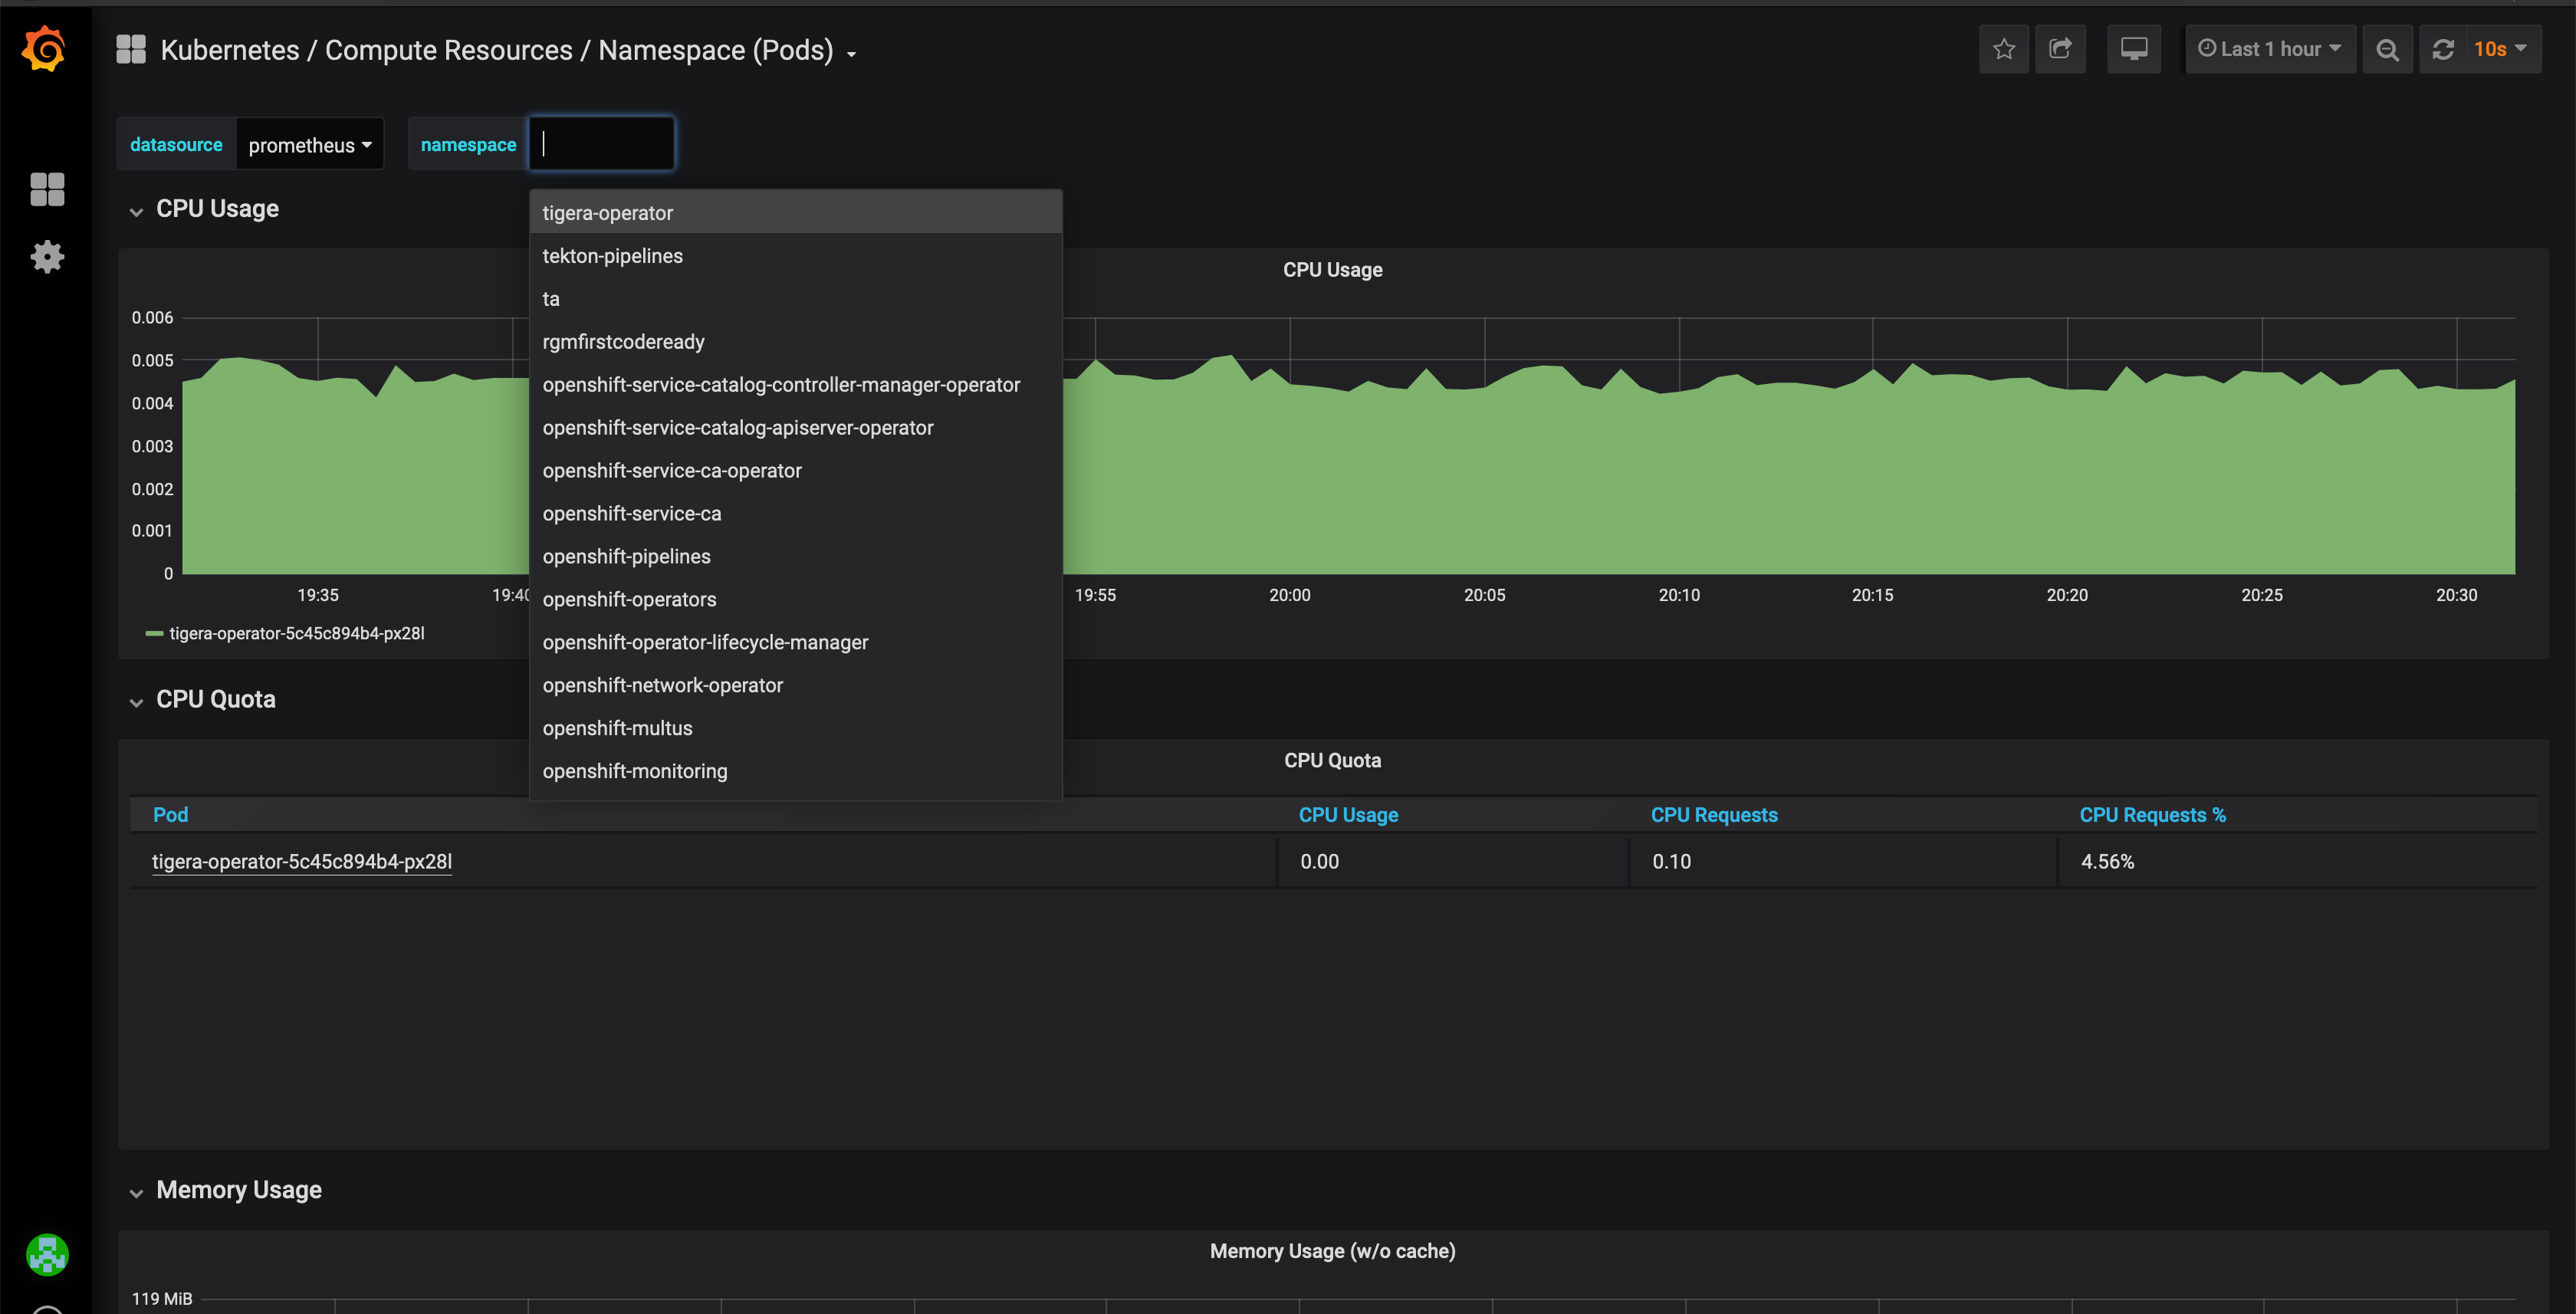 Kubernetes / Compute Resources / Namespace (Pods)
Last 1 hour
10s
datasource prometheus namespace
CPU Usage
tigera-operator
tekton-pipelines
ta
rgmfirstcodeready
openshift-service-catalog-controller-manager-operator
openshift-service-catalog-apiserver-operator
openshift-service-ca-operator
openshift-service-ca
openshift-pipelines
openshift-operators
openshift-operator-lifecycle-manager
openshift-network-operator
openshift-multus
openshift-monitoring
CPU Usage
0.006
0.005
0.004
0.003
0.002
0.001
0
19:35 19:40 19:55 20:00 20:05 20:10 20:15 20:20 20:25 20:30
tigera-operator-5c45c894b4-px28l
CPU Quota
CPU Quota
Pod CPU Usage CPU Requests CPU Requests %
tigera-operator-5c45c894b4-px28l 0.00 0.10 4.56%
Memory Usage
Memory Usage (w/o cache)
119 MiB